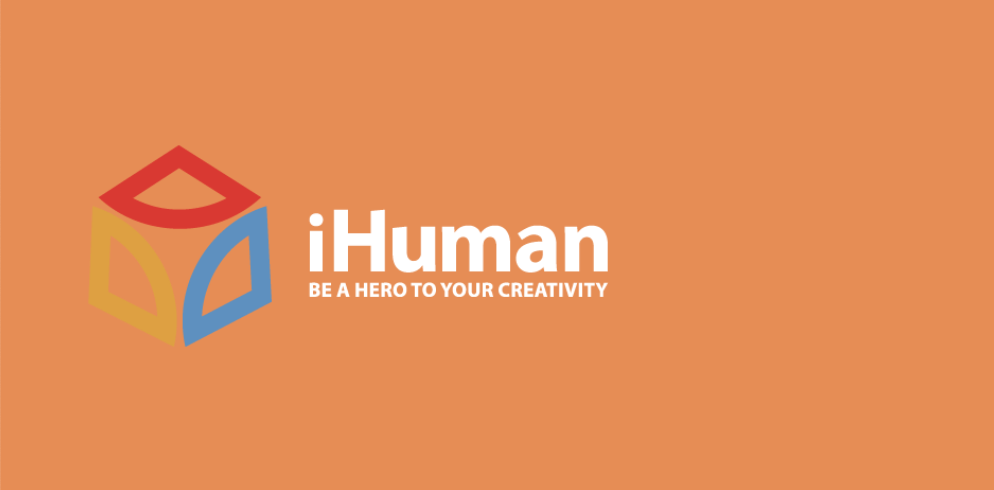 iHuman
BE A HERO TO YOUR CREATIVITY